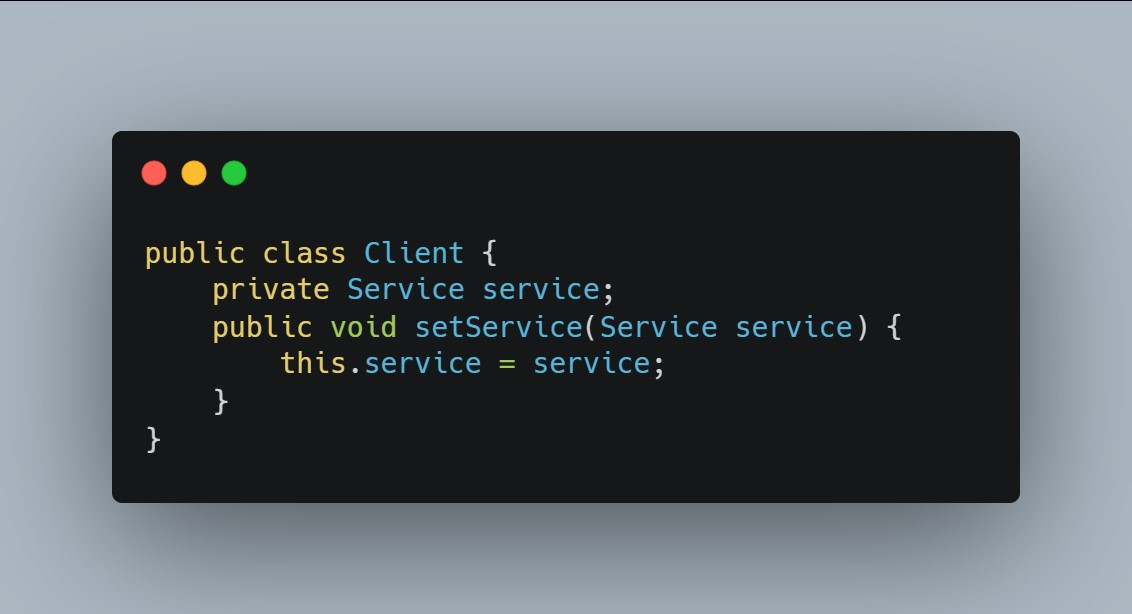 public class Client {
    private Service service;
    public void setService(Service service) {
        this.service = service;
    }
}